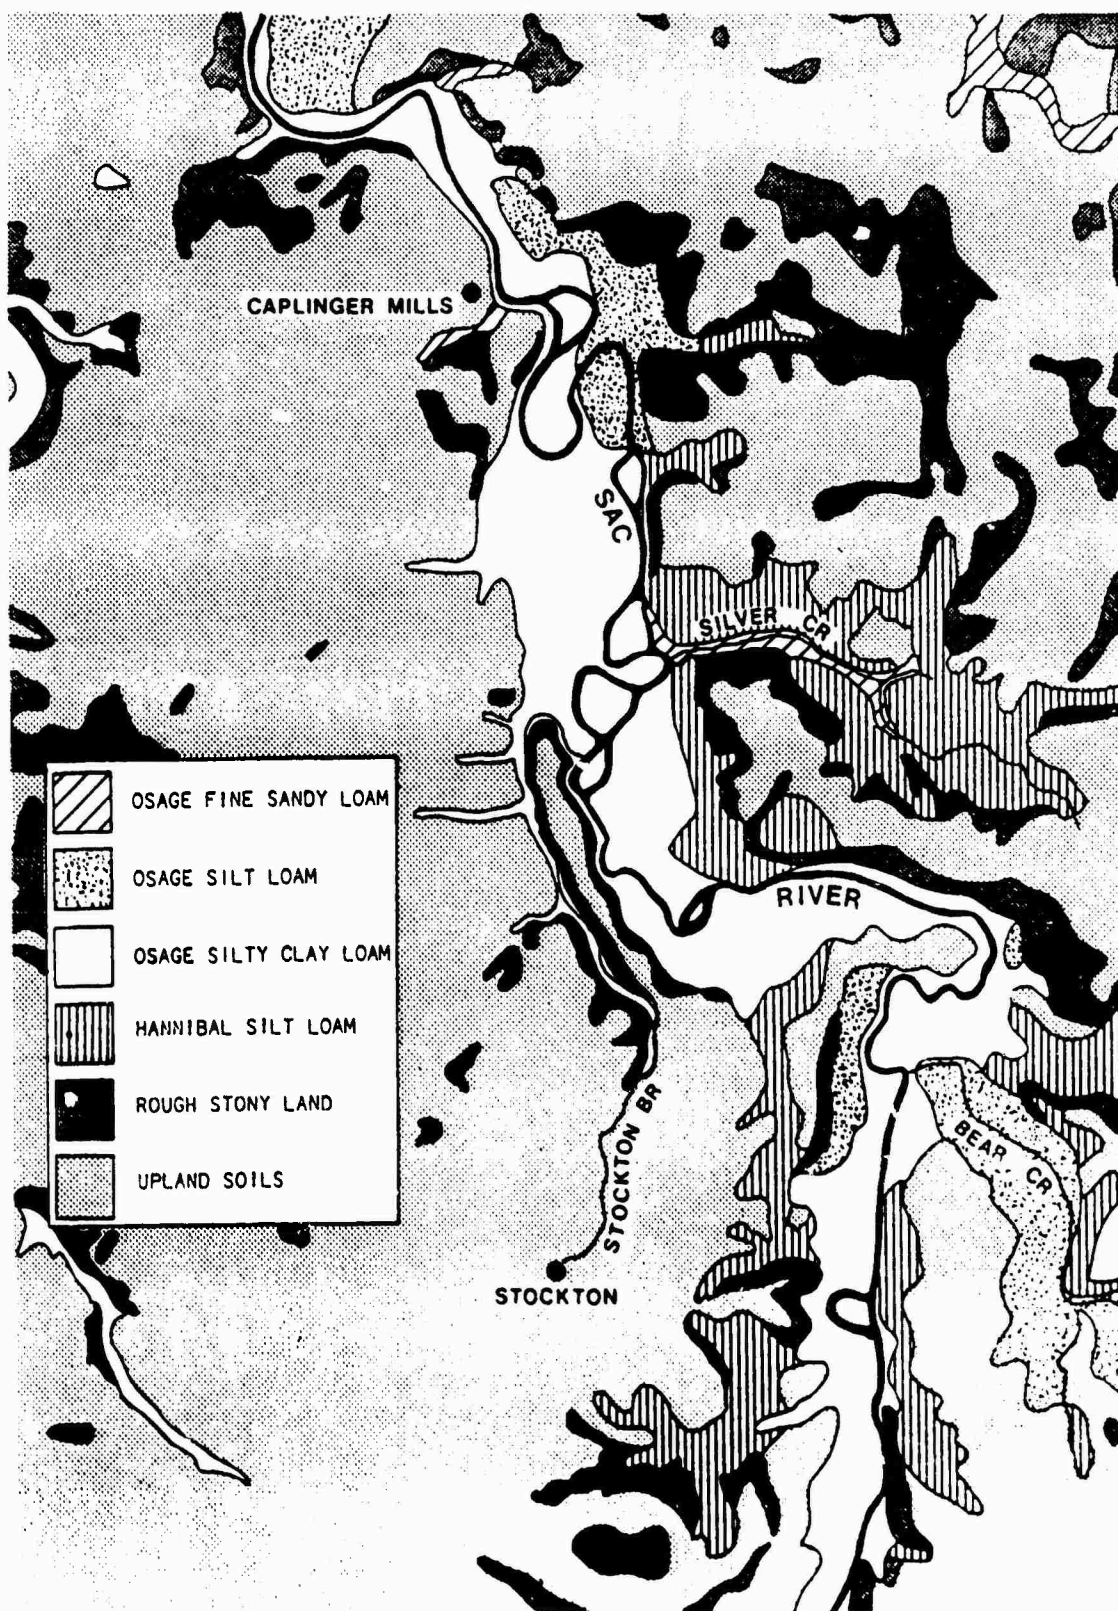 CAPLINGER MILLS
SAC
SILVER CR
OSAGE FINE SANDY LOAM
OSAGE SILT LOAM
OSAGE SILTY CLAY LOAM
HANNIBAL SILT LOAM
ROUGH STONY LAND
UPLAND SOILS
RIVER
STOCKTON BR
BEAR CR
STOCKTON